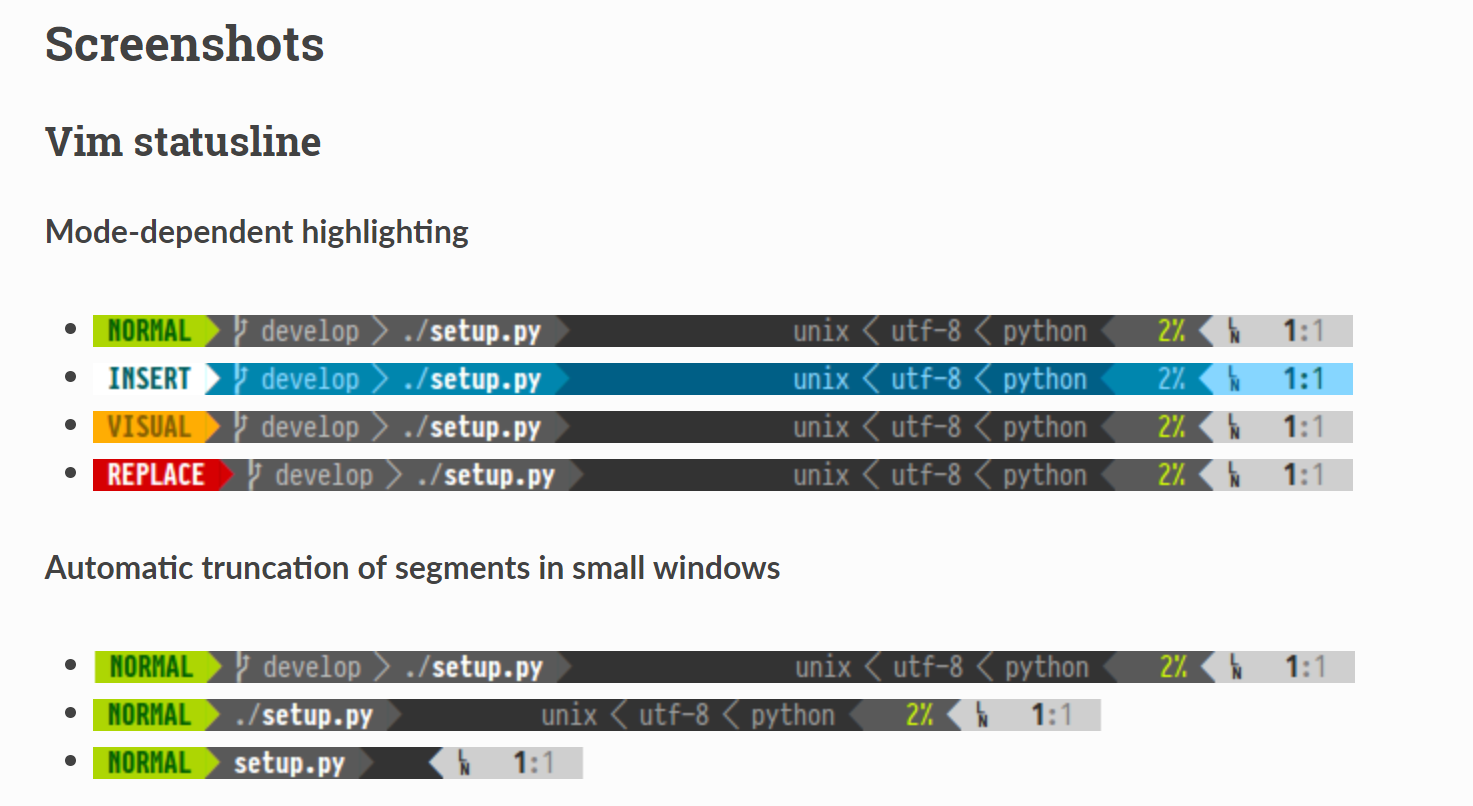 Screenshots
Vim statusline
Mode-dependent highlighting
NORMAL develop ./setup.py unix utf-8 python 2% LN 1:1
INSERT develop ./setup.py unix utf-8 python 2% LN 1:1
VISUAL develop ./setup.py unix utf-8 python 2% LN 1:1
REPLACE develop ./setup.py unix utf-8 python 2% LN 1:1
Automatic truncation of segments in small windows
NORMAL develop ./setup.py unix utf-8 python 2% LN 1:1
NORMAL ./setup.py unix utf-8 python 2% LN 1:1
NORMAL setup.py LN 1:1